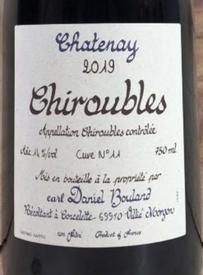 Chatenay
2019
Chiroubles
Appellation Chiroubles contrôlée
Alc. 14%vol Cuve N°11 750 ml
Mis en bouteille à la propriété par
earl Daniel Bouland
Récoltant à Corcelette 69910 Villié Morgon
non filtré Product of France